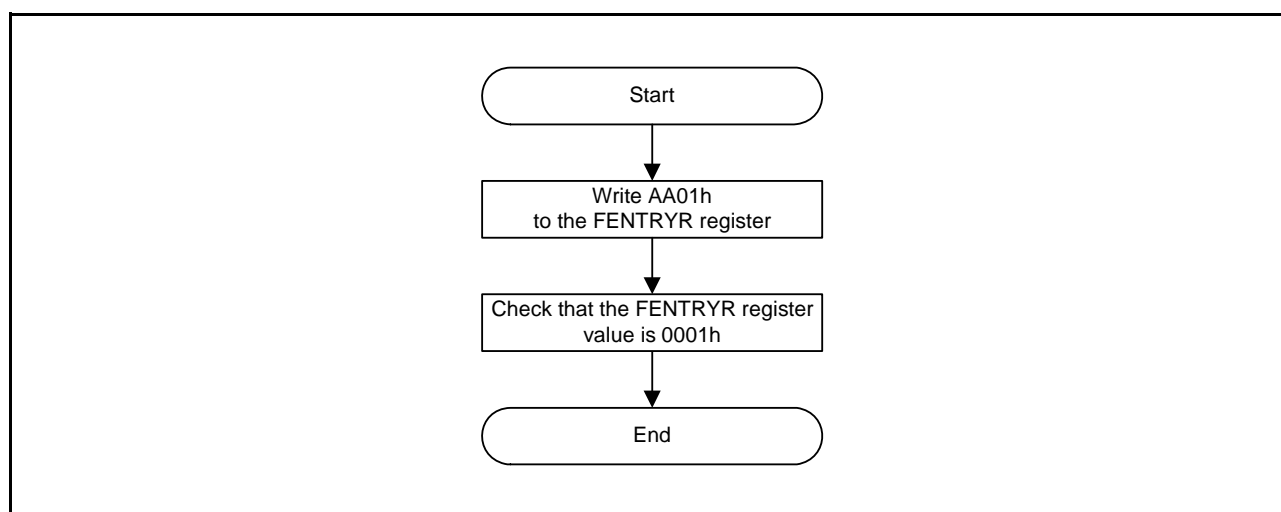 Start
Write AA01h
to the FENTRYR register
Check that the FENTRYR register
value is 0001h
End